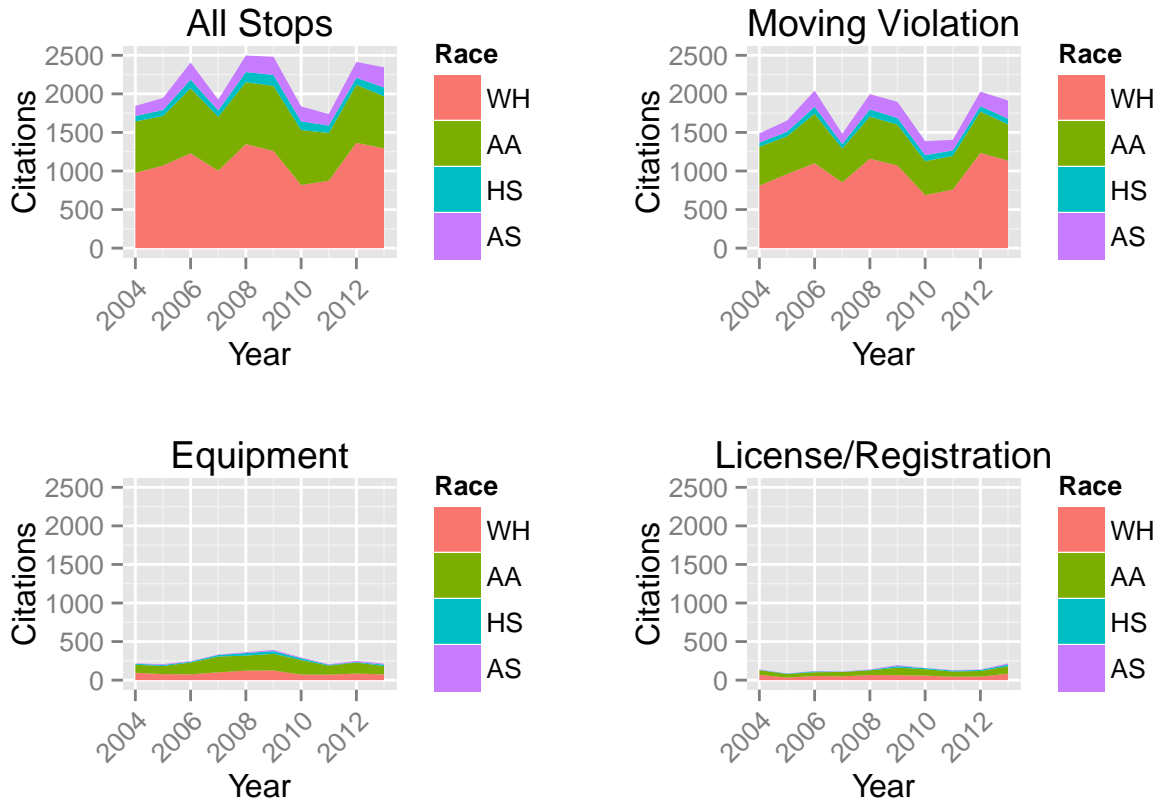 All Stops
Citations
2500
2000
1500
1000
500
0
2004
2006
2008
2010
2012
Year
Race
WH
AA
HS
AS
Moving Violation
Citations
2500
2000
1500
1000
500
0
2004
2006
2008
2010
2012
Year
Race
WH
AA
HS
AS
Equipment
Citations
2500
2000
1500
1000
500
0
2004
2006
2008
2010
2012
Year
Race
WH
AA
HS
AS
License/Registration
Citations
2500
2000
1500
1000
500
0
2004
2006
2008
2010
2012
Year
Race
WH
AA
HS
AS